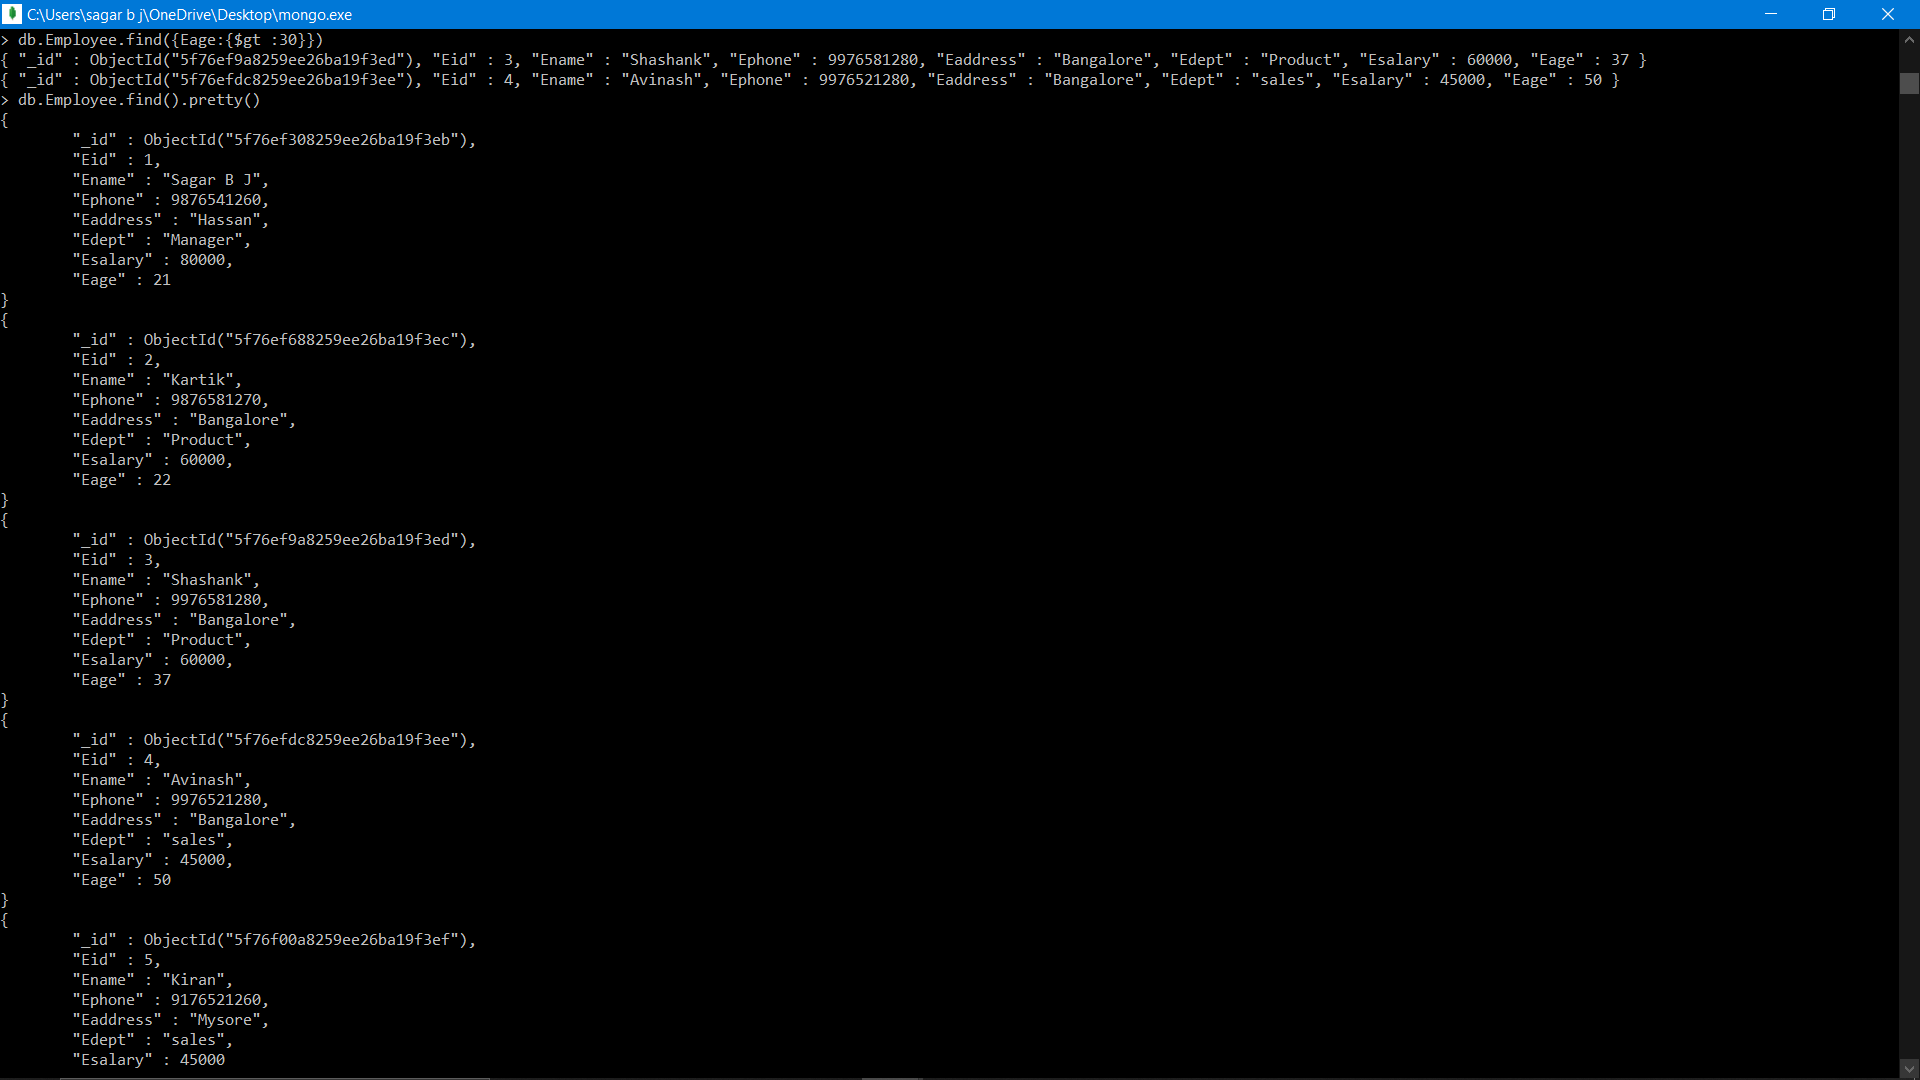 C:\Users\sagar b j\OneDrive\Desktop\mongo.exe
> db.Employee.find({Eage:{$gt :30}})
{ "_id" : ObjectId("5f76ef9a8259ee26ba19f3ed"), "Eid" : 3, "Ename" : "Shashank", "Ephone" : 9976581280, "Eaddress" : "Bangalore", "Edept" : "Product", "Esalary" : 60000, "Eage" : 37 }
{ "_id" : ObjectId("5f76efdc8259ee26ba19f3ee"), "Eid" : 4, "Ename" : "Avinash", "Ephone" : 9976521280, "Eaddress" : "Bangalore", "Edept" : "sales", "Esalary" : 45000, "Eage" : 50 }
> db.Employee.find().pretty()
{
        "_id" : ObjectId("5f76ef308259ee26ba19f3eb"),
        "Eid" : 1,
        "Ename" : "Sagar B J",
        "Ephone" : 9876541260,
        "Eaddress" : "Hassan",
        "Edept" : "Manager",
        "Esalary" : 80000,
        "Eage" : 21
}
{
        "_id" : ObjectId("5f76ef688259ee26ba19f3ec"),
        "Eid" : 2,
        "Ename" : "Kartik",
        "Ephone" : 9876581270,
        "Eaddress" : "Bangalore",
        "Edept" : "Product",
        "Esalary" : 60000,
        "Eage" : 22
}
{
        "_id" : ObjectId("5f76ef9a8259ee26ba19f3ed"),
        "Eid" : 3,
        "Ename" : "Shashank",
        "Ephone" : 9976581280,
        "Eaddress" : "Bangalore",
        "Edept" : "Product",
        "Esalary" : 60000,
        "Eage" : 37
}
{
        "_id" : ObjectId("5f76efdc8259ee26ba19f3ee"),
        "Eid" : 4,
        "Ename" : "Avinash",
        "Ephone" : 9976521280,
        "Eaddress" : "Bangalore",
        "Edept" : "sales",
        "Esalary" : 45000,
        "Eage" : 50
}
{
        "_id" : ObjectId("5f76f00a8259ee26ba19f3ef"),
        "Eid" : 5,
        "Ename" : "Kiran",
        "Ephone" : 9176521260,
        "Eaddress" : "Mysore",
        "Edept" : "sales",
        "Esalary" : 45000